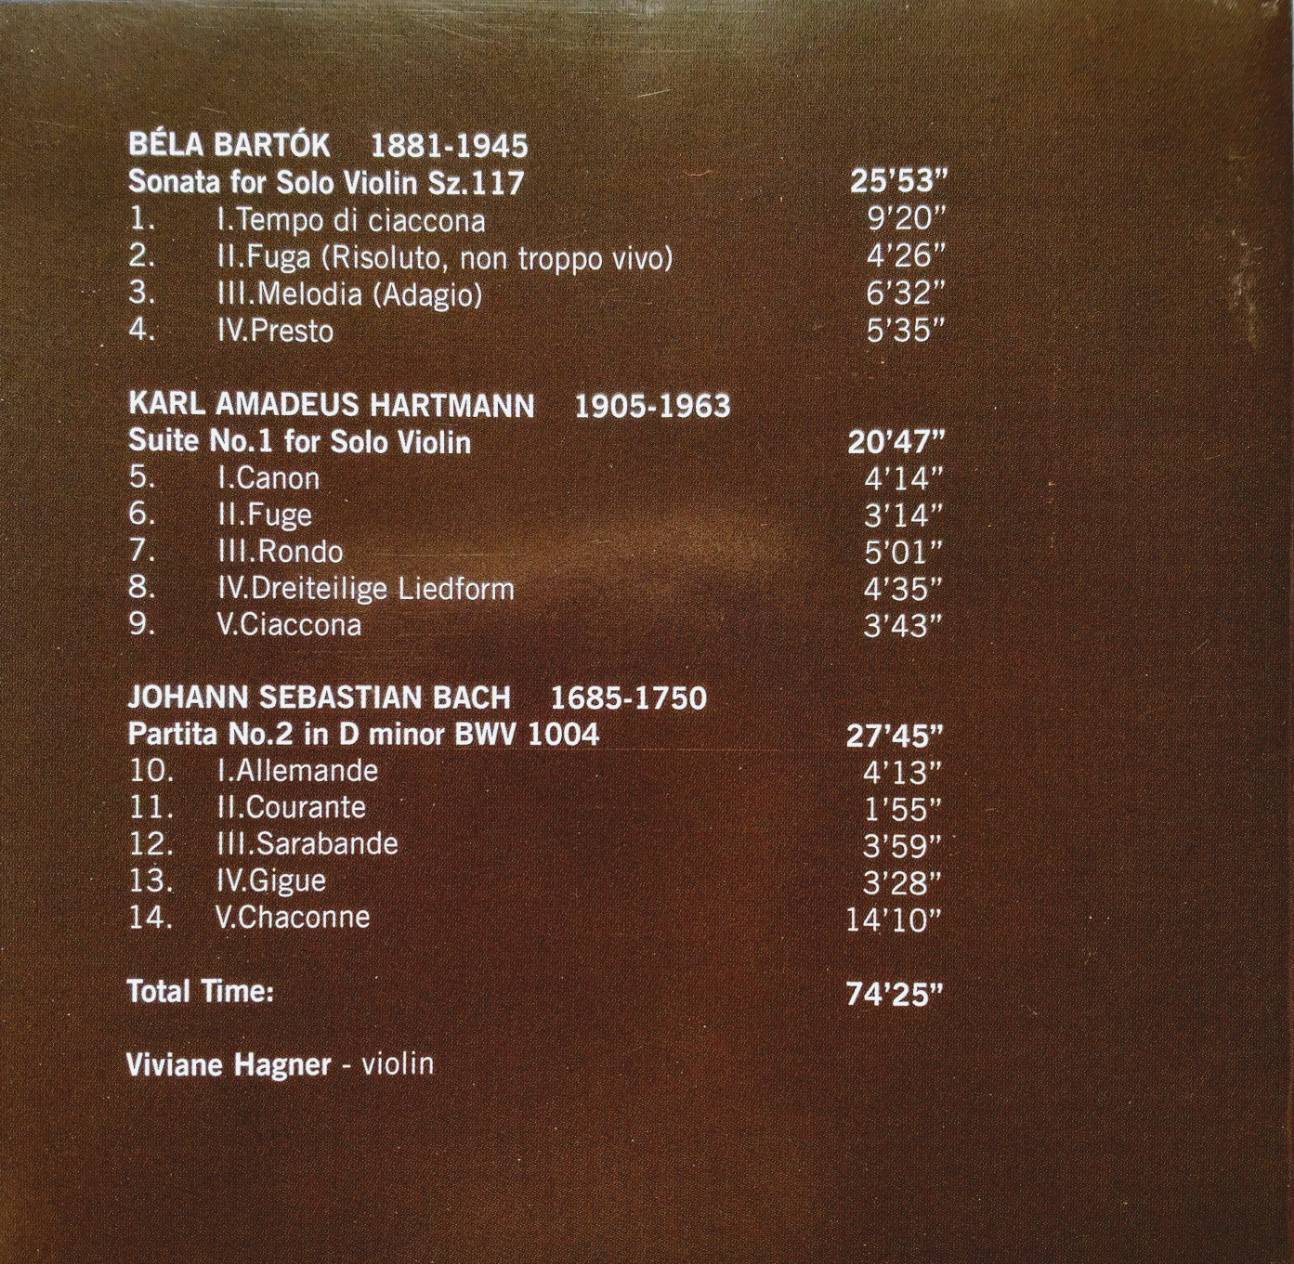 BÉLA BARTÓK 1881-1945
Sonata for Solo Violin Sz.117 25’53”
1. I.Tempo di ciaccona 9’20”
2. II.Fuga (Risoluto, non troppo vivo) 4’26”
3. III.Melodia (Adagio) 6’32”
4. IV.Presto 5’35”
KARL AMADEUS HARTMANN 1905-1963
Suite No.1 for Solo Violin 20’47”
5. I.Canon 4’14”
6. II.Fuge 3’14”
7. III.Rondo 5’01”
8. IV.Dreiteilige Liedform 4’35”
9. V.Ciaccona 3’43”
JOHANN SEBASTIAN BACH 1685-1750
Partita No.2 in D minor BWV 1004 27’45”
10. I.Allemande 4’13”
11. II.Courante 1’55”
12. III.Sarabande 3’59”
13. IV.Gigue 3’28”
14. V.Chaconne 14’10”
Total Time: 74’25”
Viviane Hagner - violin